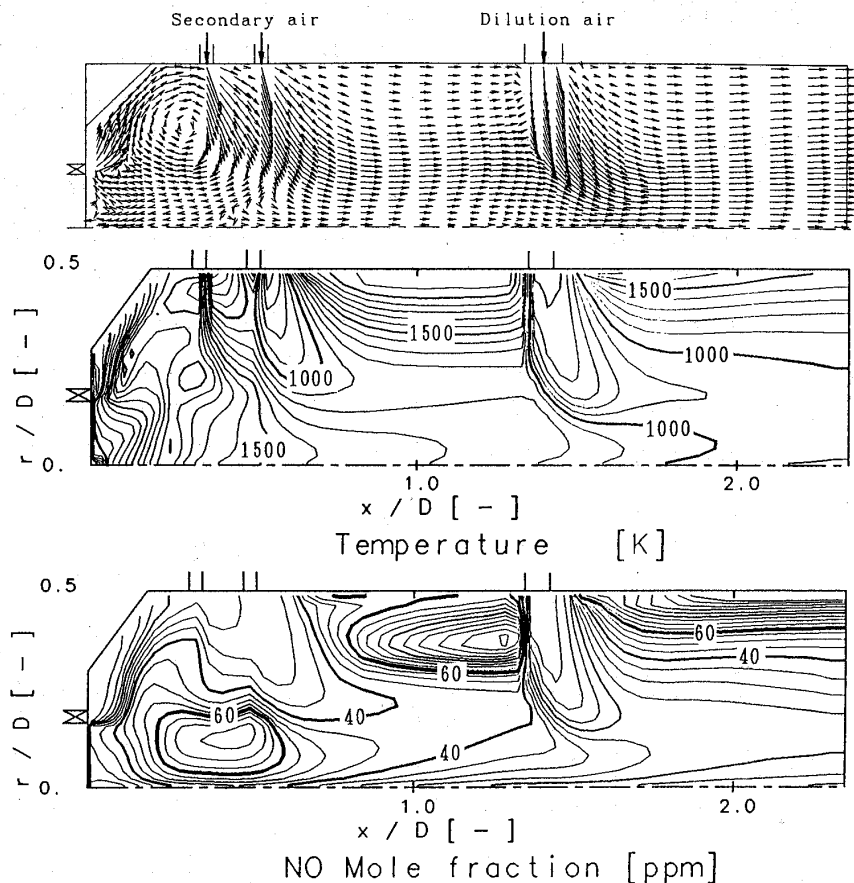 Secondary air Dilution air
0.5
1500
1500
1000
1000
r / D [ - ]
1500
1000
0.
1.0 2.0
x / D [ - ]
Temperature [K]
0.5
60
60
40
60
40
r / D [ - ]
40
0.
1.0 2.0
x / D [ - ]
NO Mole fraction [ppm]